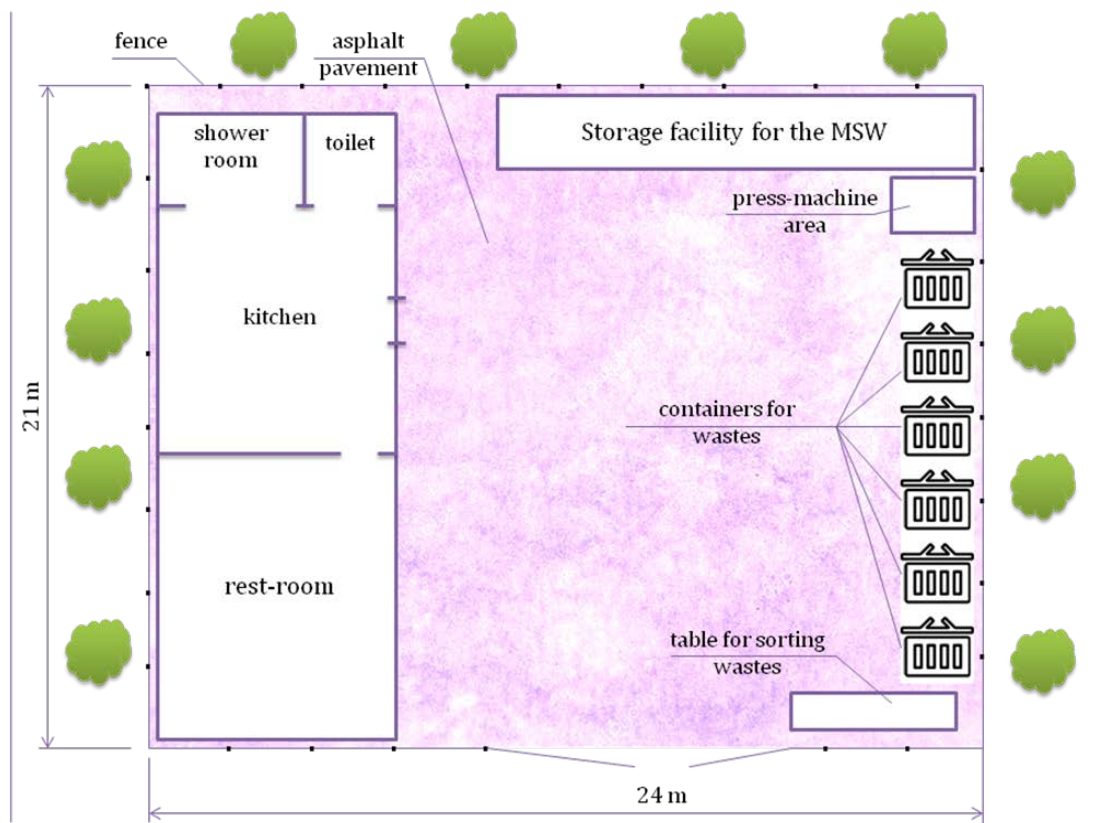 fence
asphalt
pavement
shower
room
toilet
Storage facility for the MSW
press-machine
area
kitchen
21 m
containers for
wastes
rest-room
table for sorting
wastes
24 m